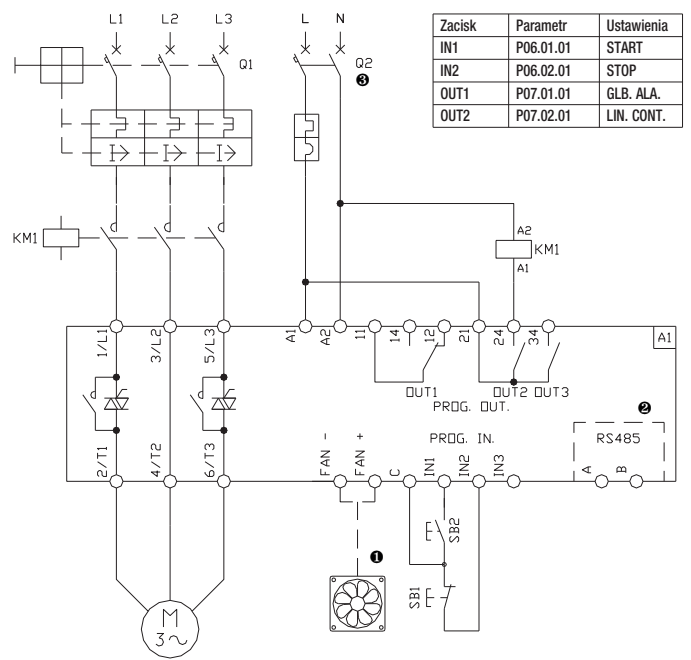 L1 L2 L3 L N
Zacisk Parametr Ustawienia
IN1 P06.01.01 START
IN2 P06.02.01 STOP
OUT1 P07.01.01 GLB. ALA.
OUT2 P07.02.01 LIN. CONT.
Q1
Q2
❸
I> I> I>
KM1
A2
KM1
A1
1/L1 3/L2 5/L3 A1 A2 11 14 12 21 24 34 A1
OUT1 OUT2 OUT3
PROG. OUT.
❷
PROG. IN.
RS485
2/T1 4/T2 6/T3 FAN - FAN + C IN1 IN2 IN3 A B
SB2
❶
SB1
M
3~